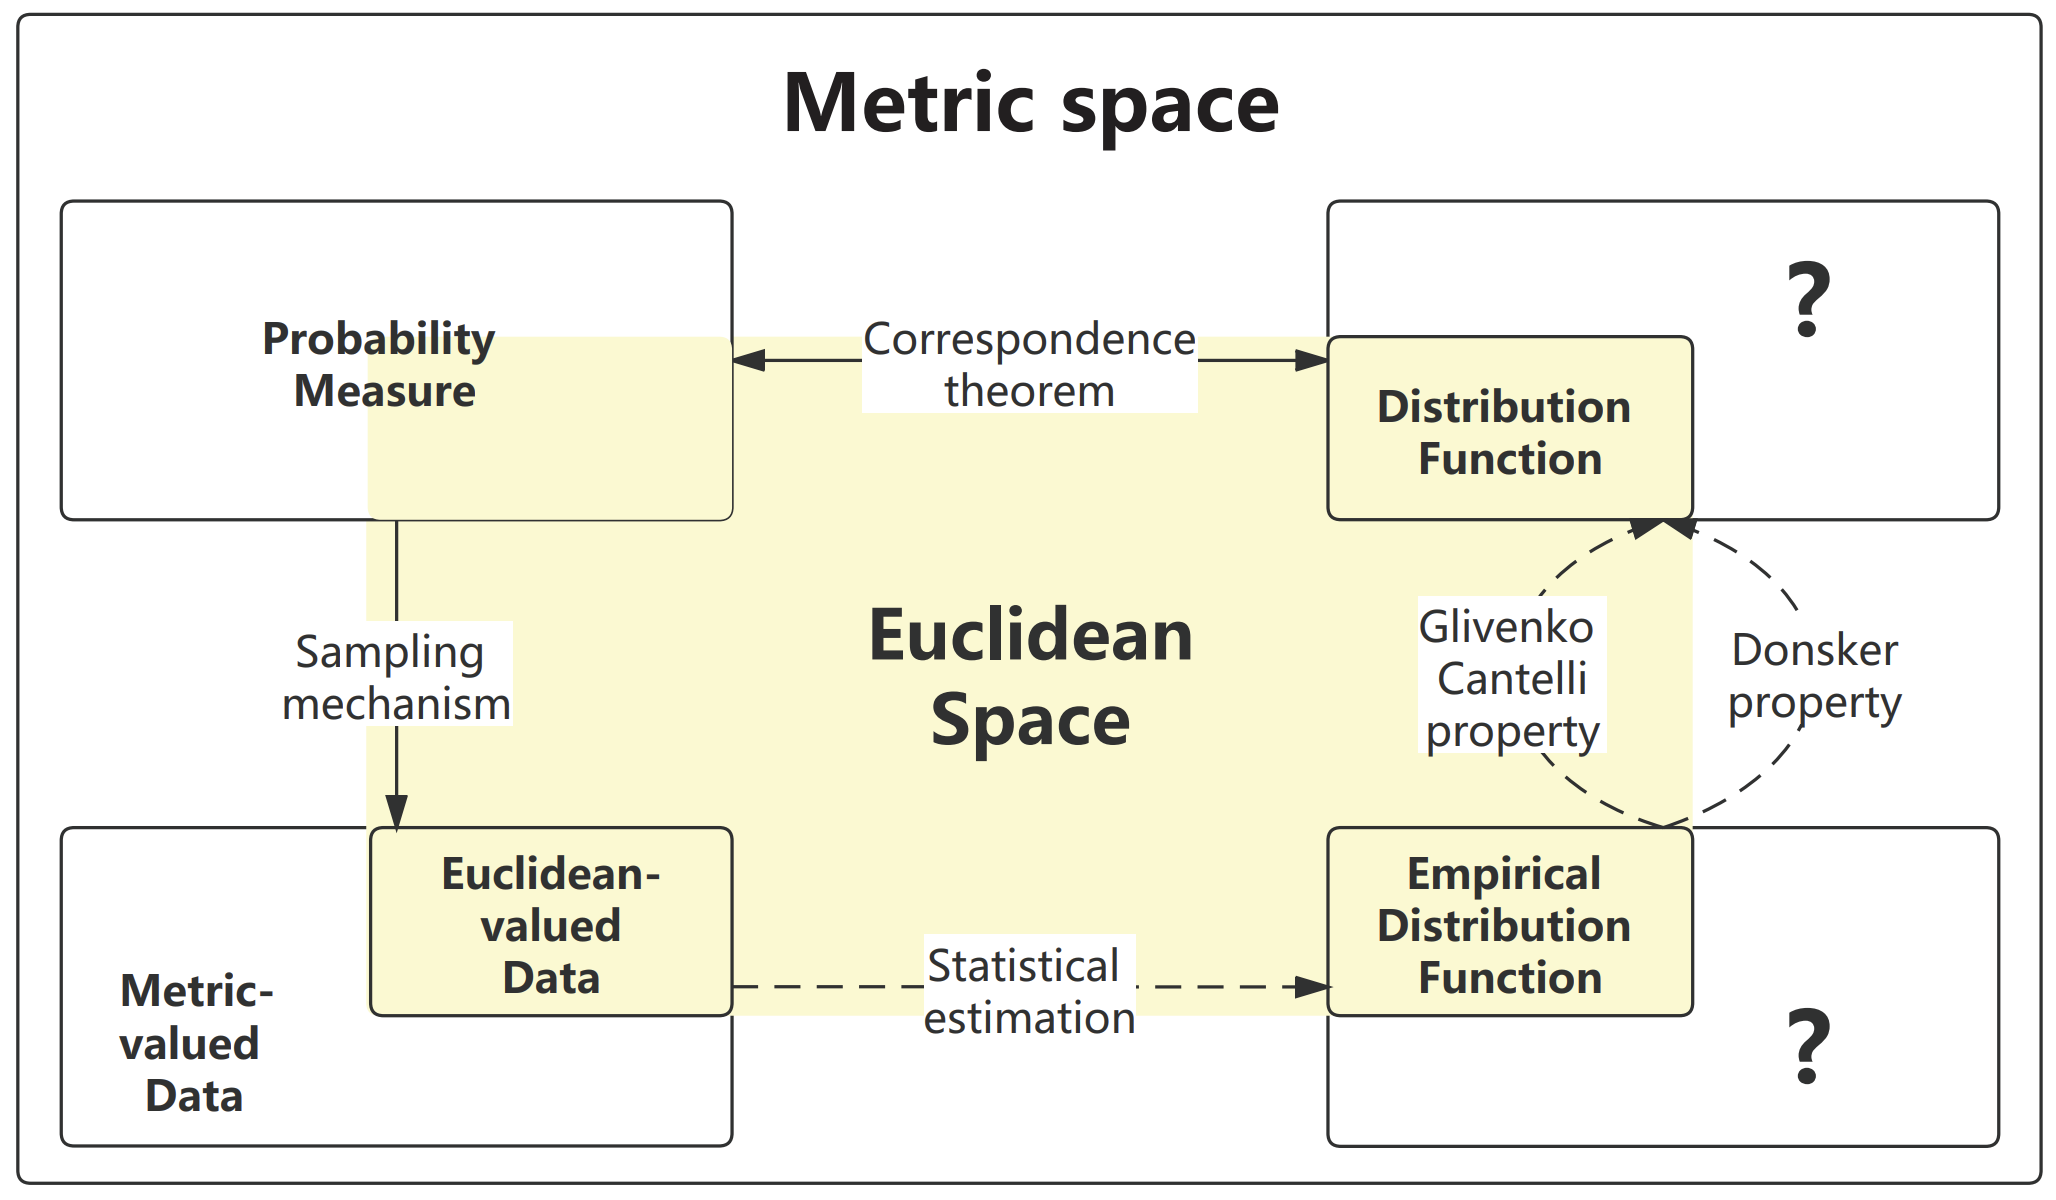 Metric space
?
Probability
Measure
Correspondence
theorem
Distribution
Function
Sampling
mechanism
Euclidean
Space
Glivenko
Cantelli
property
Donsker
property
Euclidean-
valued
Data
Metric-
valued
Data
Statistical
estimation
Empirical
Distribution
Function
?